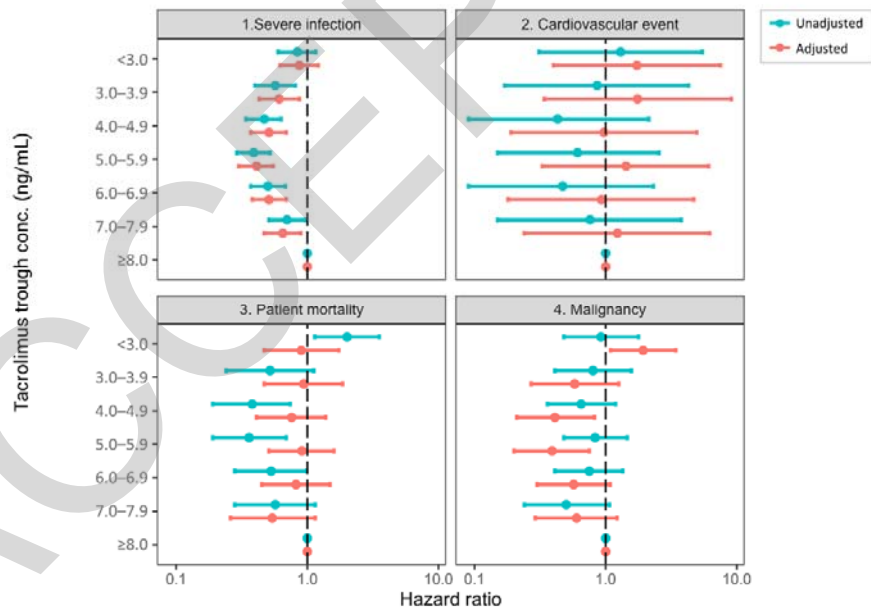 1.Severe infection
2. Cardiovascular event
Unadjusted
Adjusted
<3.0
3.0–3.9
4.0–4.9
5.0–5.9
6.0–6.9
7.0–7.9
≥8.0
Tacrolimus trough conc. (ng/mL)
3. Patient mortality
4. Malignancy
<3.0
3.0–3.9
4.0–4.9
5.0–5.9
6.0–6.9
7.0–7.9
≥8.0
0.1
1.0
10.0
0.1
1.0
10.0
Hazard ratio